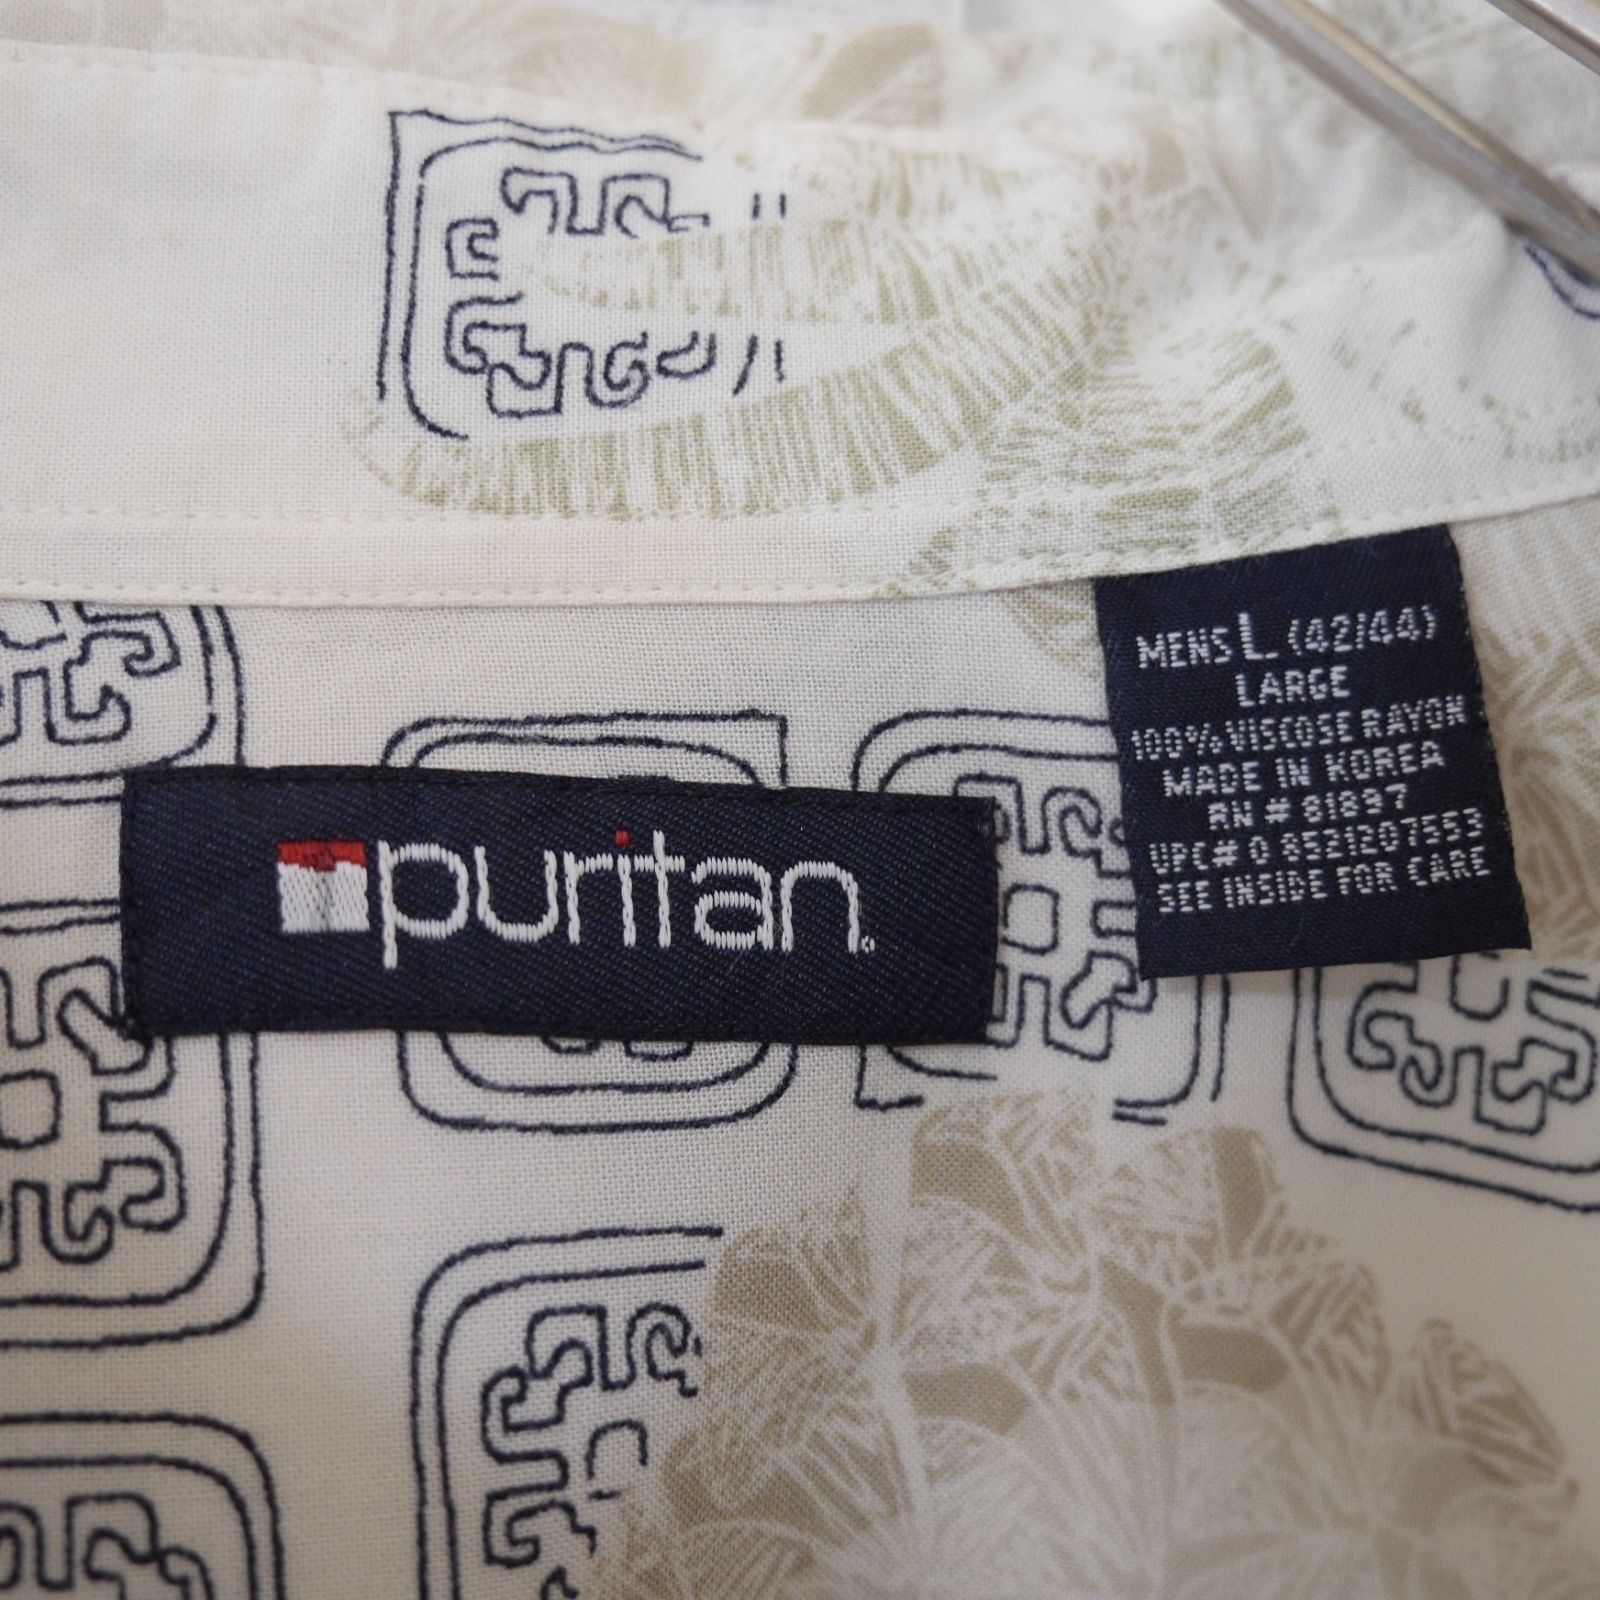 puritan.
MENS L (42/44)
LARGE
100% VISCOSE RAYON
MADE IN KOREA
RN # 81897
UPC# 0 8521207553
SEE INSIDE FOR CARE